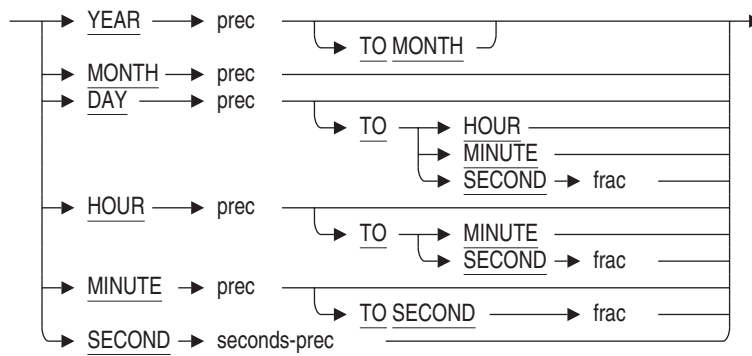 YEAR prec
TO MONTH
MONTH prec
DAY prec
TO HOUR
MINUTE
SECOND frac
HOUR prec
TO MINUTE
SECOND frac
MINUTE prec
TO SECOND frac
SECOND seconds-prec